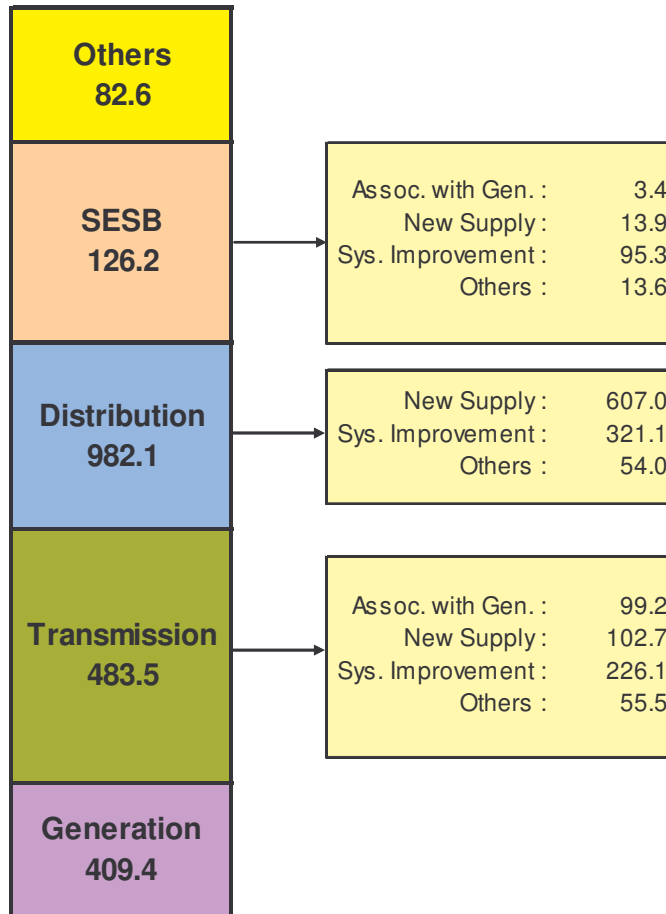 Others
82.6
SESB
126.2
Assoc. with Gen. : 3.4
New Supply : 13.9
Sys. Improvement : 95.3
Others : 13.6
Distribution
982.1
New Supply : 607.0
Sys. Improvement : 321.1
Others : 54.0
Transmission
483.5
Assoc. with Gen. : 99.2
New Supply : 102.7
Sys. Improvement : 226.1
Others : 55.5
Generation
409.4